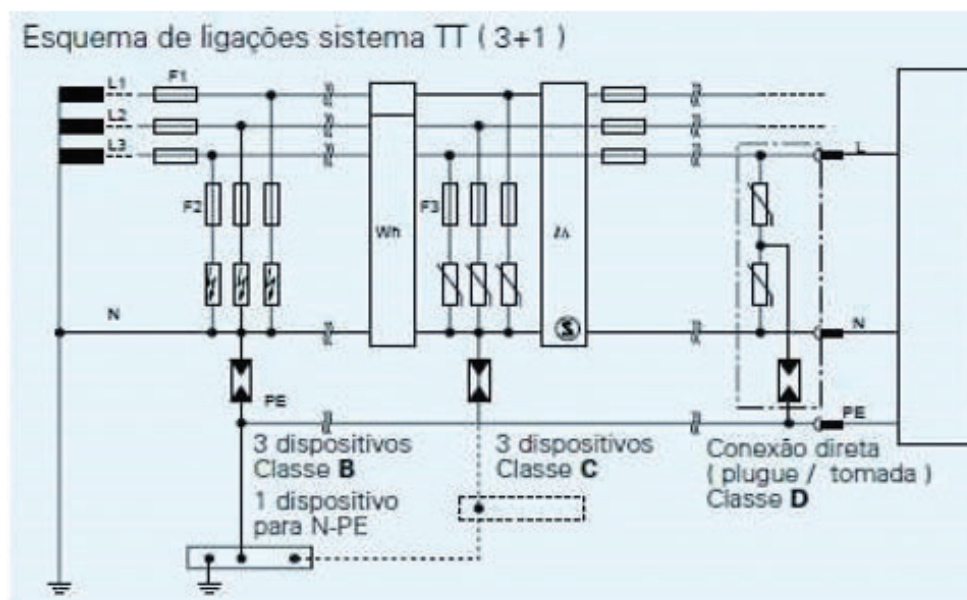 Esquema de ligações sistema TT ( 3+1 )
L1
F1
L2
L3
F2
Wh
F3
L
N
N
PE
PE
3 dispositivos
Classe B
1 dispositivo
para N-PE
3 dispositivos
Classe C
Conexão direta
( plugue / tomada )
Classe D